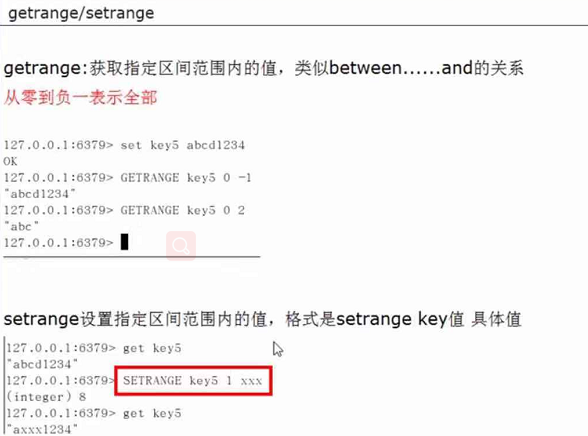 getrange/setrange
getrange:获取指定区间范围内的值，类似between......and的关系
从零到负一表示全部
127.0.0.1:6379> set key5 abcd1234
OK
127.0.0.1:6379> GETRANGE key5 0 -1
"abcd1234"
127.0.0.1:6379> GETRANGE key5 0 2
"abc"
127.0.0.1:6379>
setrange设置指定区间范围内的值，格式是setrange key值 具体值
127.0.0.1:6379> get key5
"abcd1234"
127.0.0.1:6379> SETRANGE key5 1 xxx
(integer) 8
127.0.0.1:6379> get key5
"axxx1234"